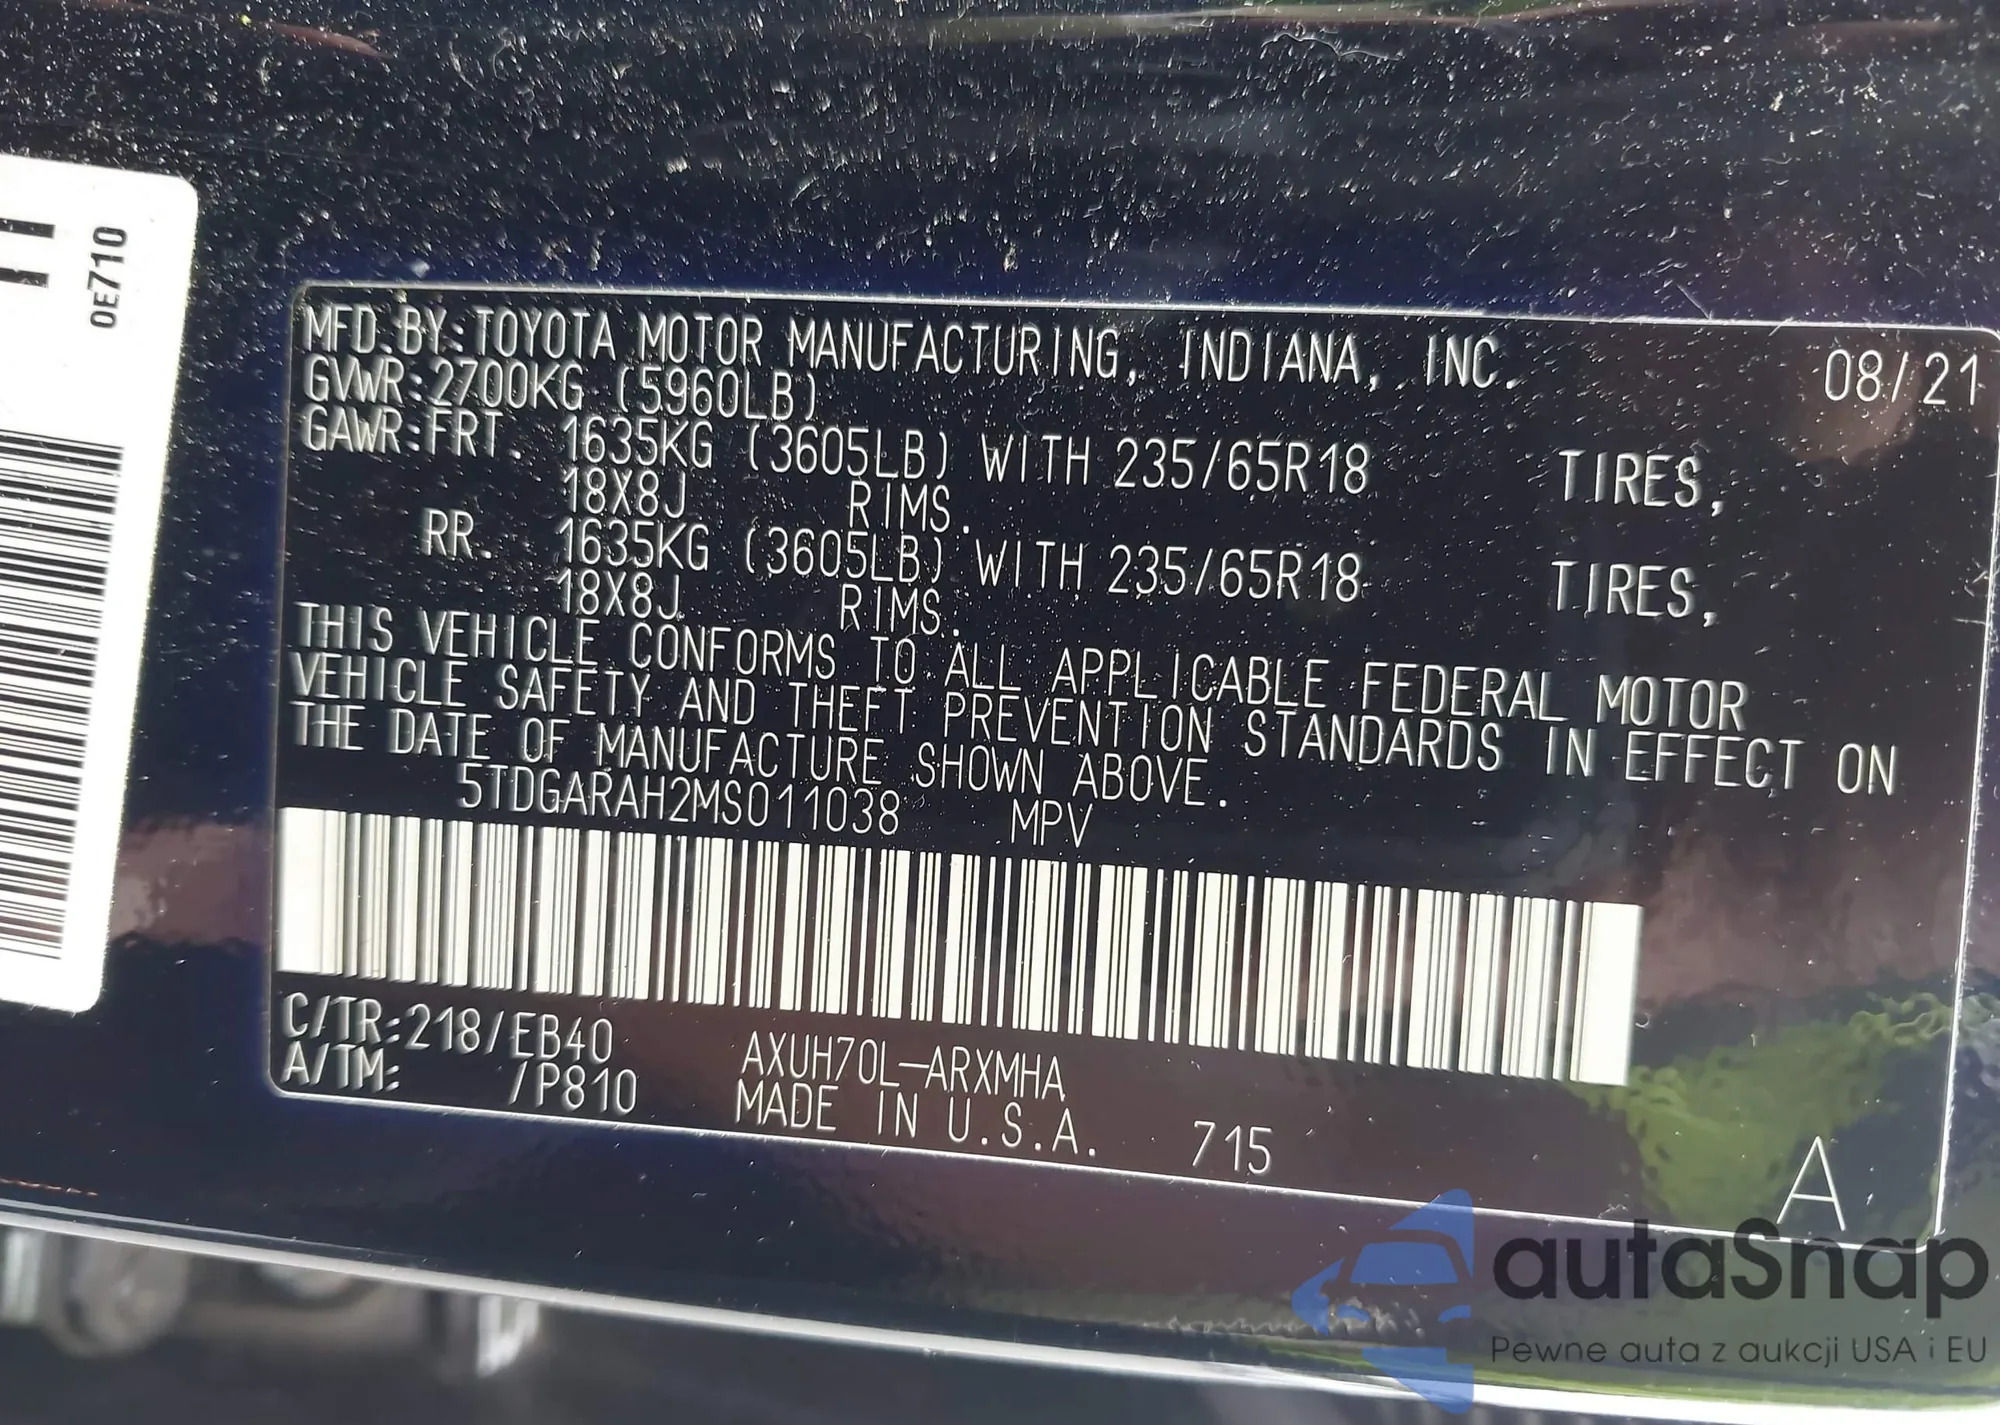 0E710
MFD.BY:TOYOTA MOTOR MANUFACTURING, INDIANA, INC. 08/21
GVWR:2700KG (5960LB)
GAWR:FRT. 1635KG (3605LB) WITH 235/65R18 TIRES,
18X8J RIMS.
RR. 1635KG (3605LB) WITH 235/65R18 TIRES,
18X8J RIMS.
THIS VEHICLE CONFORMS TO ALL APPLICABLE FEDERAL MOTOR
VEHICLE SAFETY AND THEFT PREVENTION STANDARDS IN EFFECT ON
THE DATE OF MANUFACTURE SHOWN ABOVE.
5TDGARAH2MS011038 MPV
C/TR:218/EB40 AXUH70L-ARXMHA
A/TM: /P810 MADE IN U.S.A. 715
A
autaSnap
Pewne auta z aukcji USA i EU